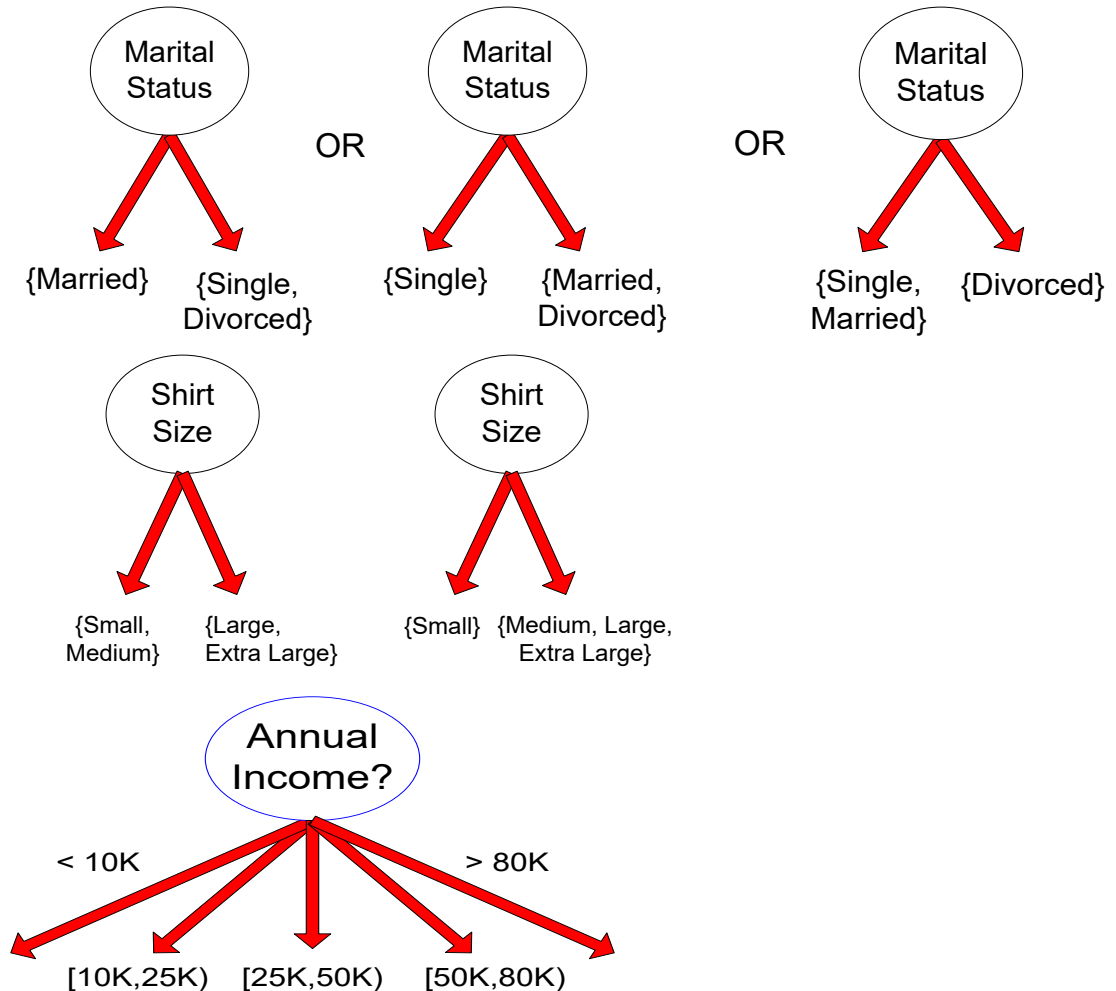 Marital
Status
OR
Marital
Status
OR
Marital
Status
{Married}
{Single,
Divorced}
{Single}
{Married,
Divorced}
{Single,
Married}
{Divorced}
Shirt
Size
Shirt
Size
{Small,
Medium}
{Large,
Extra Large}
{Small}
{Medium, Large,
Extra Large}
Annual
Income?
< 10K
> 80K
[10K,25K)
[25K,50K)
[50K,80K)